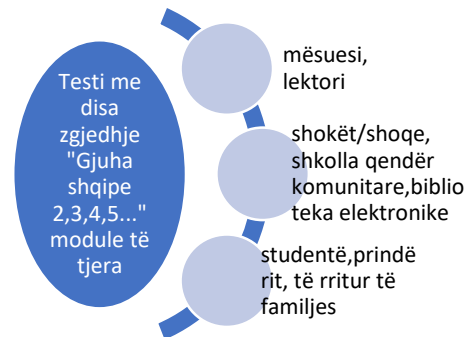 Testi me
disa
zgjedhje
"Gjuha
shqipe
2,3,4,5..."
module të
tjera
mësuesi,
lektori
shokët/shoqe,
shkolla qendër
komunitare,biblio
teka elektronike
studentë,prindë
rit, të rritur të
familjes